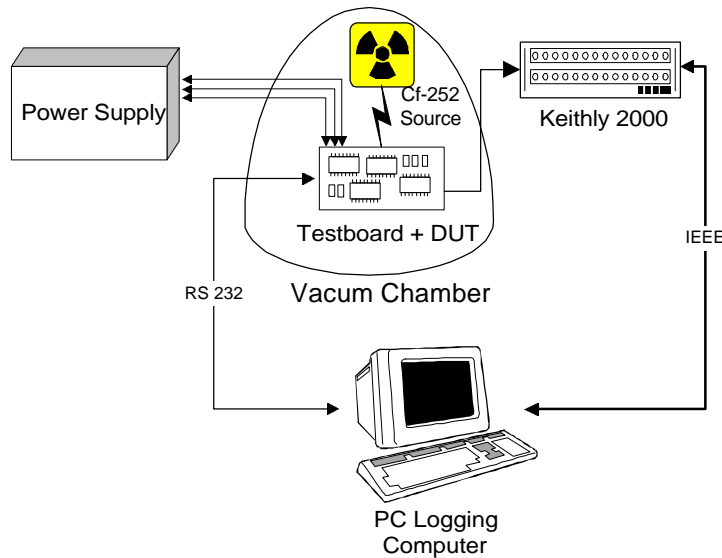 Power Supply
Cf-252
Source
Keithly 2000
Testboard + DUT
IEEE
RS 232
Vacum Chamber
PC Logging
Computer